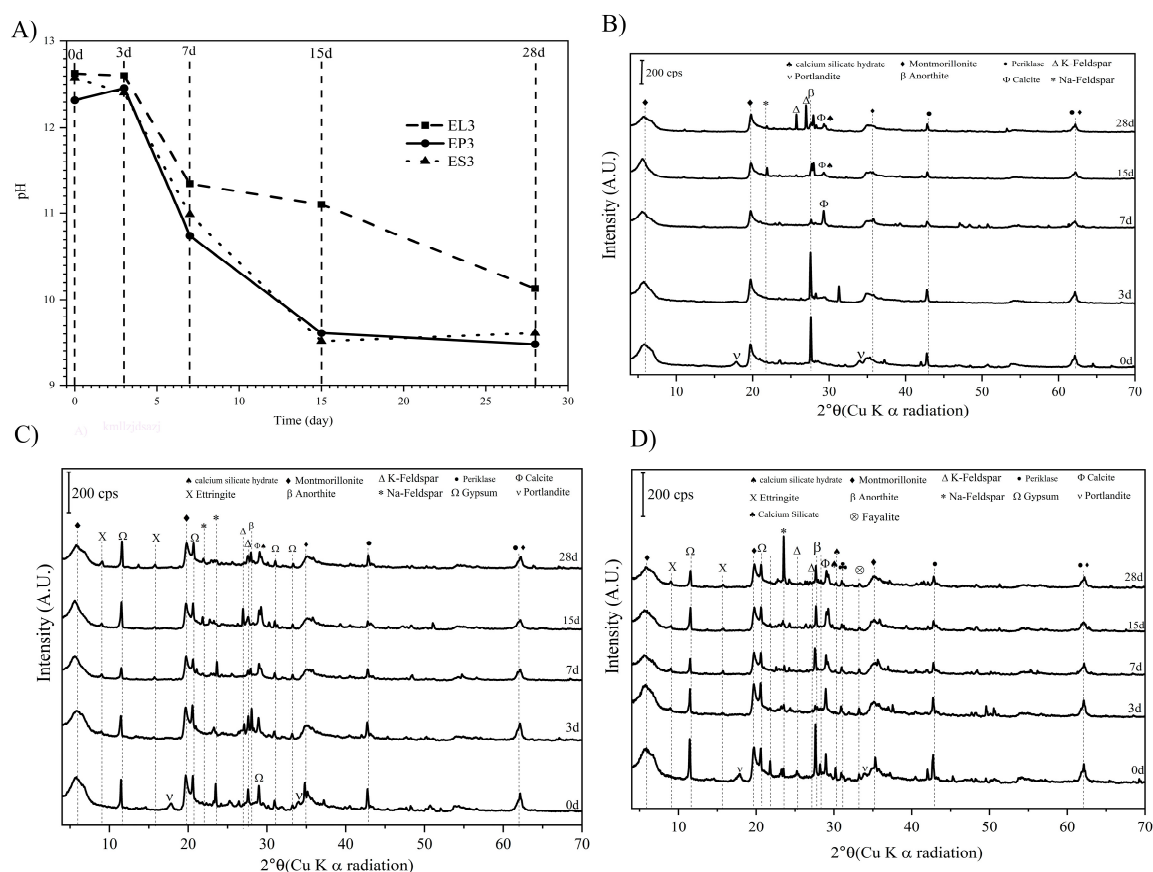 A)
13
12
11
10
9
pH
0d
3d
7d
15d
28d
EL3
EP3
ES3
0
5
10
15
20
25
30
Time (day)
A)
B)
200 cps
♣ calcium silicate hydrate
♦ Montmorillonite
• Periklase
Δ K-Feldspar
ν Portlandite
β Anorthite
Φ Calcite
* Na-Feldspar
♦
♦
*
Δ
Δ
β
Φ♠
♦
•
•♦
28d
Φ♠
15d
Φ
7d
3d
ν
ν
0d
Intensity (A.U.)
10
20
30
40
50
60
70
2°θ(Cu K α radiation)
C)
200 cps
♠ calcium silicate hydrate
♦ Montmorillonite
Δ K-Feldspar
• Periklase
Φ Calcite
X Ettringite
β Anorthite
* Na-Feldspar
Ω Gypsum
ν Portlandite
♦
X
Ω
X
♦
Ω
*
*
Δ
Δ
β
Φ♠
Ω
Ω
♦
•
•♦
28d
15d
7d
3d
Ω
ν
ν
0d
Intensity (A.U.)
10
20
30
40
50
60
70
2°θ(Cu K α radiation)
D)
200 cps
♠ calcium silicate hydrate
♦ Montmorillonite
Δ K-Feldspar
• Periklase
Φ Calcite
X Ettringite
β Anorthite
* Na-Feldspar
Ω Gypsum
ν Portlandite
♣ Calcium Silicate
⊗ Fayalite
♦
X
Ω
X
♦
Ω
*
Δ
Δ
β
Φ
♠
♠
♣
⊗
♦
•
•♦
28d
15d
7d
3d
ν
ν
0d
Intensity (A.U.)
10
20
30
40
50
60
70
2°θ(Cu K α radiation)